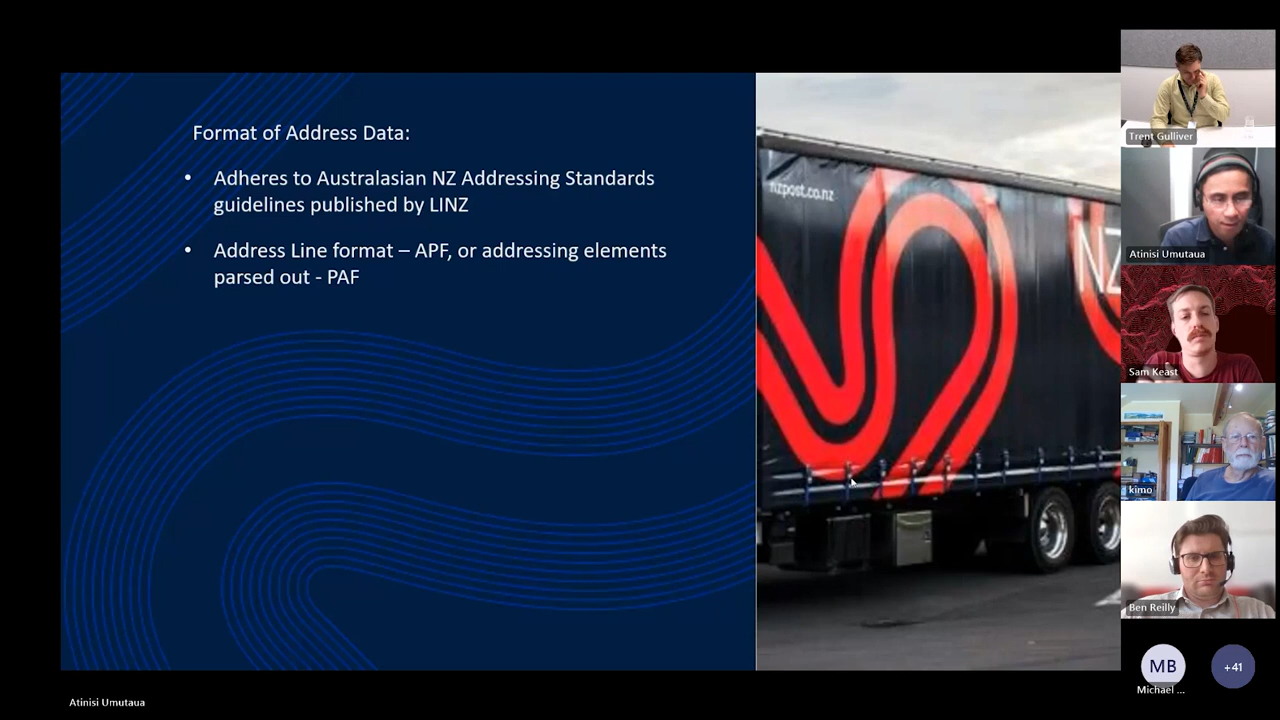 Format of Address Data:
• Adheres to Australasian NZ Addressing Standards
guidelines published by LINZ
• Address Line format – APF, or addressing elements
parsed out - PAF
nzpost.co.nz
NZ
Trent Gulliver
Atinisi Umutaua
Sam Keast
kimo
Ben Reilly
MB
Michael ...
+41
Atinisi Umutaua